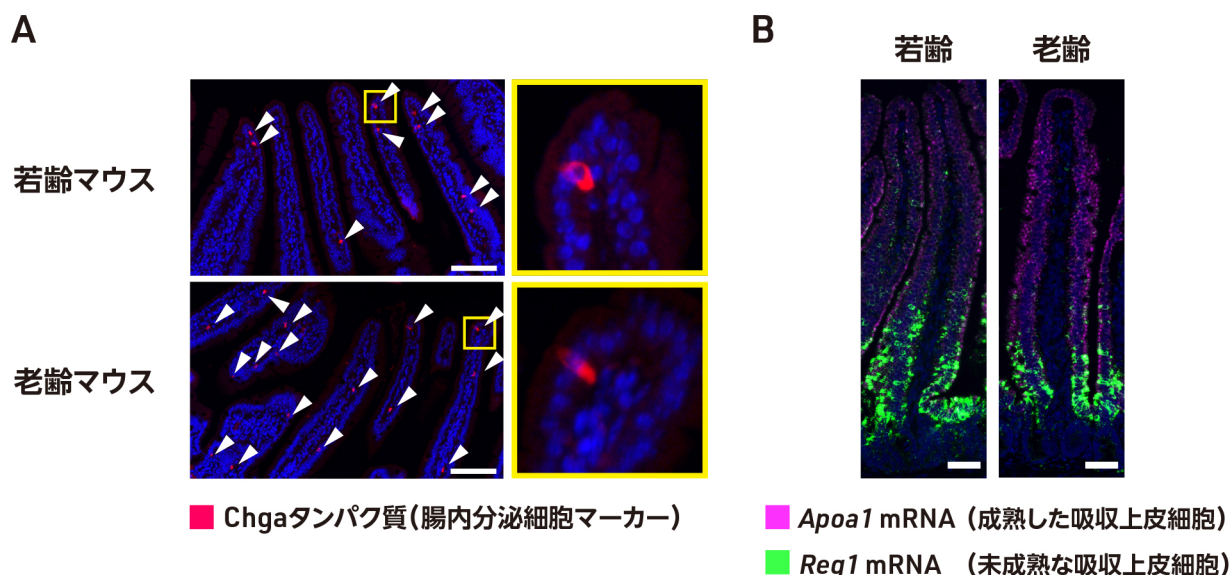 A
B
若齢
老齢
若齢マウス
老齢マウス
Chgaタンパク質(腸内分泌細胞マーカー)
Apoa1 mRNA (成熟した吸収上皮細胞)
Reg1 mRNA (未成熟な吸収上皮細胞)